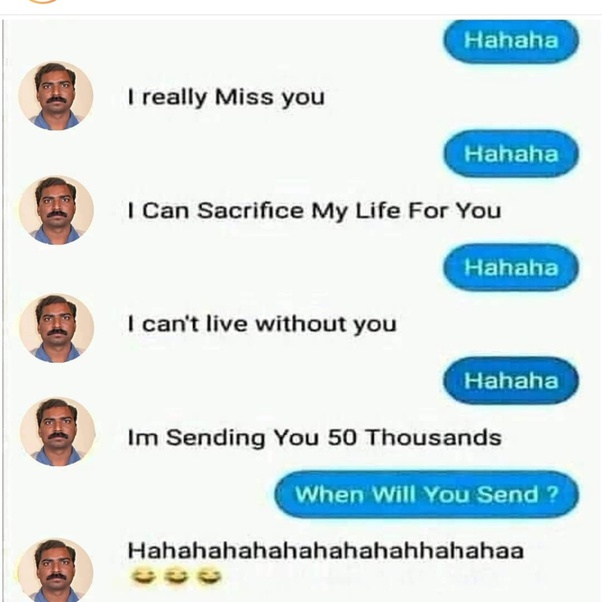 Hahaha
I really Miss you
Hahaha
I Can Sacrifice My Life For You
Hahaha
I can't live without you
Hahaha
Im Sending You 50 Thousands
When Will You Send ?
Hahahahahahahahahahhahahaa
😂😂😂